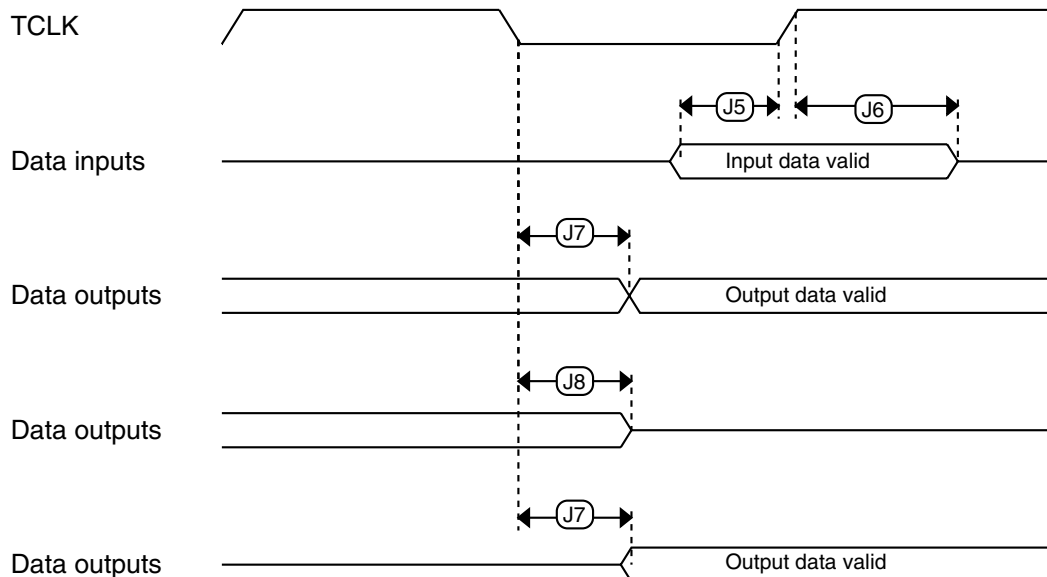 TCLK
J5
J6
Data inputs
Input data valid
J7
Data outputs
Output data valid
J8
Data outputs
J7
Data outputs
Output data valid